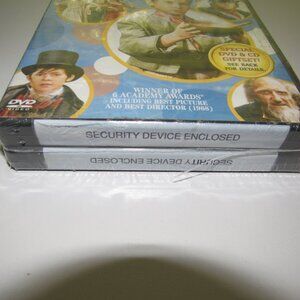 SPECIAL
DVD & CD
GIFTSET!
SEE BACK
FOR DETAILS.
WINNER OF
6 ACADEMY AWARDS®
INCLUDING BEST PICTURE
AND BEST DIRECTOR (1968)
DVD
VIDEO
SECURITY DEVICE ENCLOSED
SECURITY DEVICE ENCLOSED